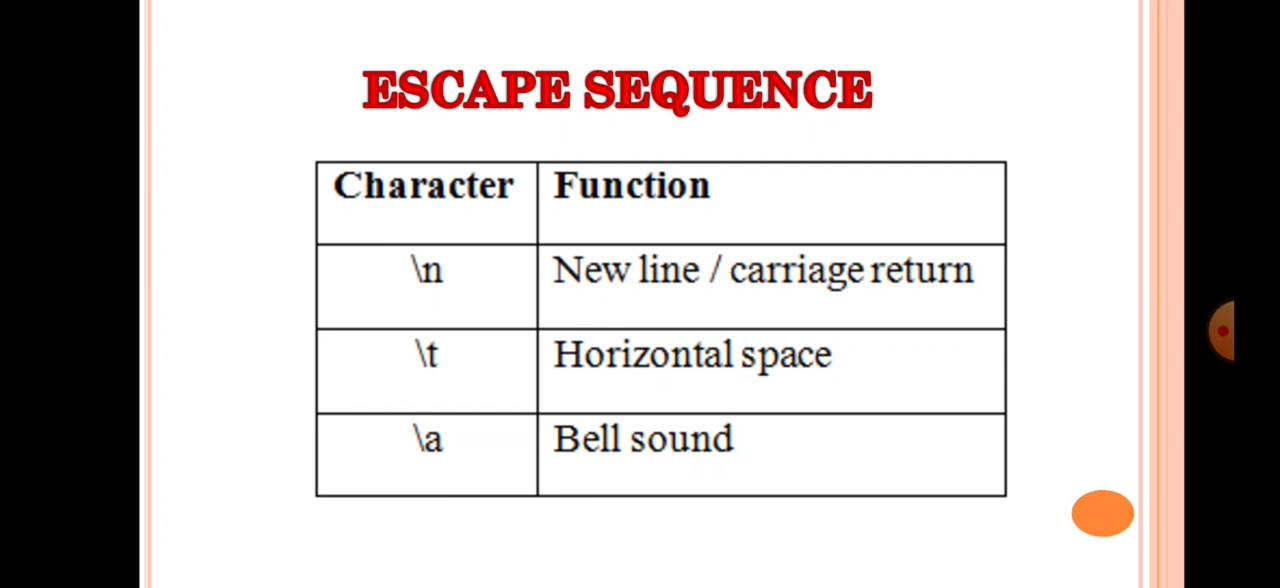 ESCAPE SEQUENCE
Character Function
\n New line / carriage return
\t Horizontal space
\a Bell sound